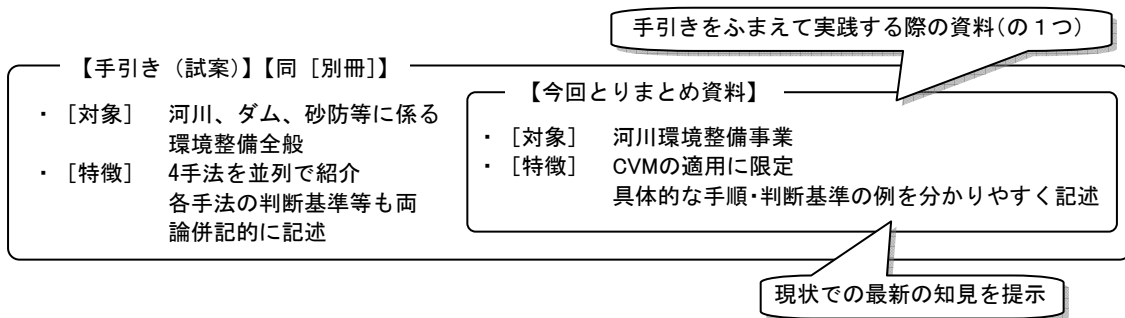 手引きをふまえて実践する際の資料(の１つ)
【手引き（試案）】【同［別冊］】
・［対象］　河川、ダム、砂防等に係る
環境整備全般
・［特徴］　4手法を並列で紹介
各手法の判断基準等も両
論併記的に記述
【今回とりまとめ資料】
・［対象］　河川環境整備事業
・［特徴］　CVMの適用に限定
具体的な手順・判断基準の例を分かりやすく記述
現状での最新の知見を提示